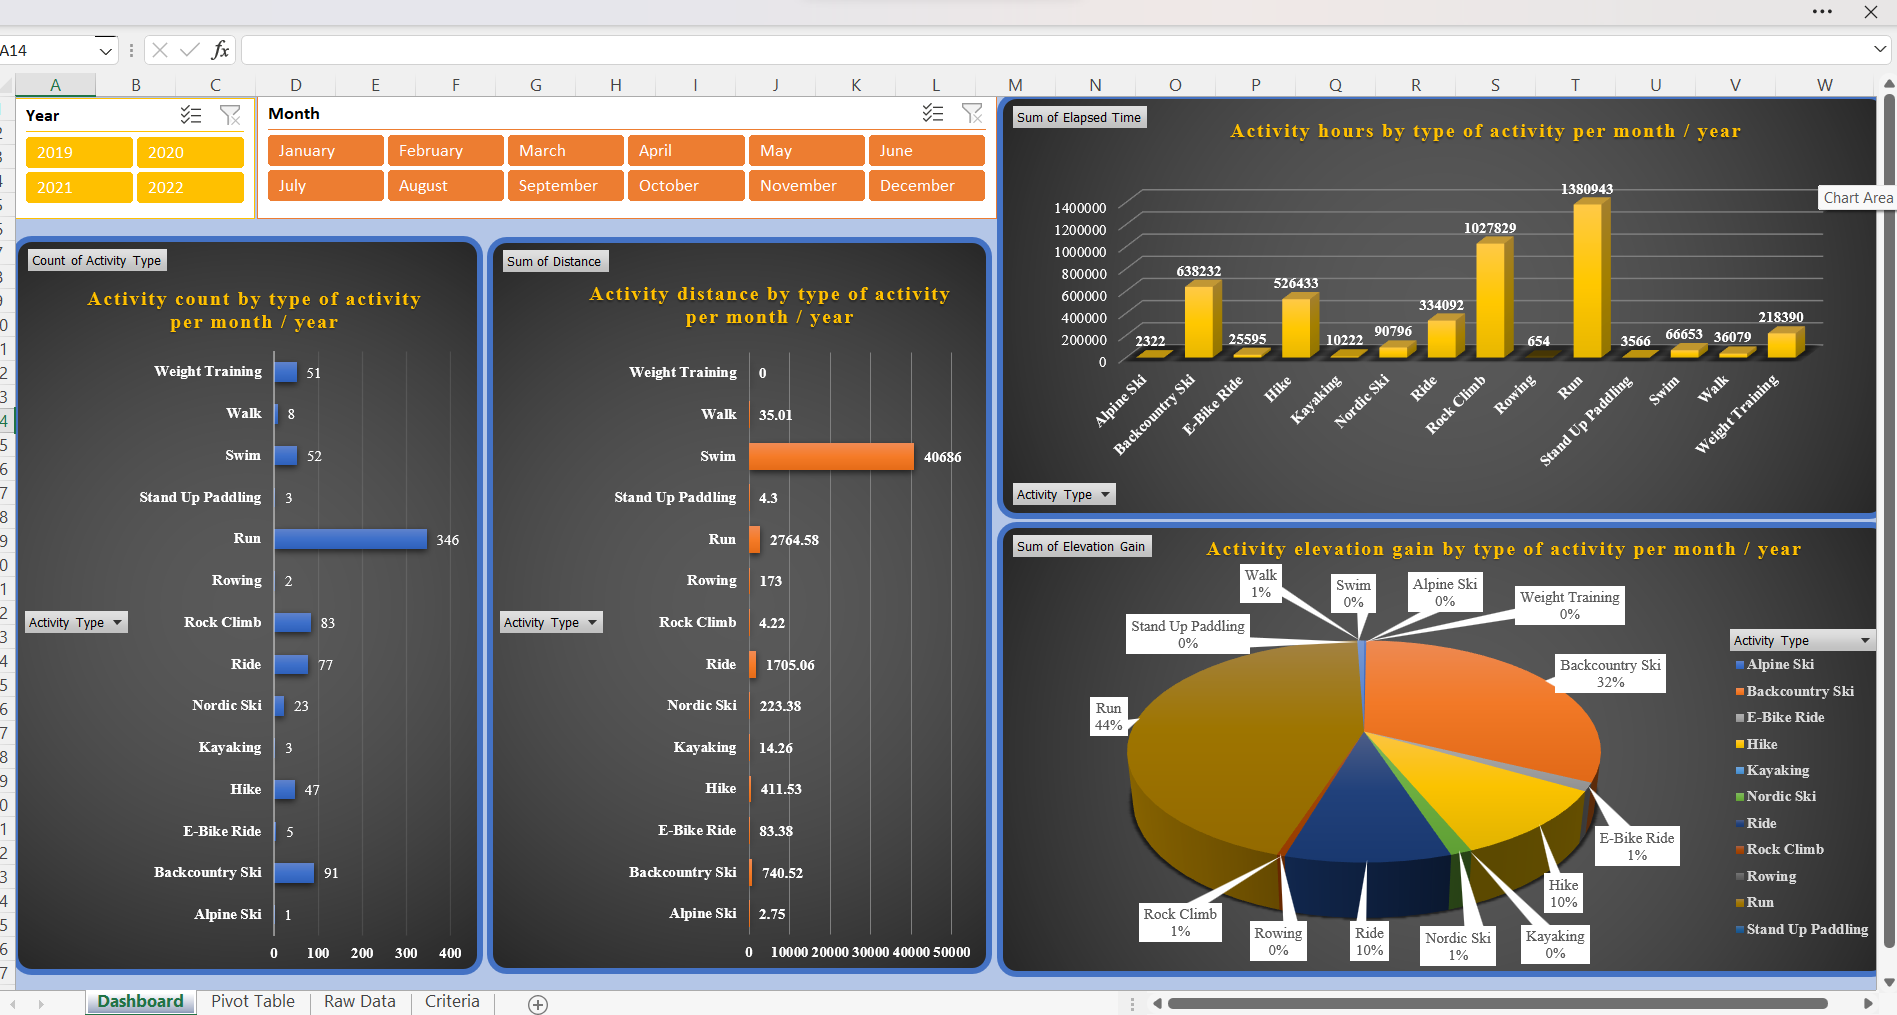 A14
fx
A B C D E F G H I J K L M N O P Q R S T U V W
Year
2019 2020
2021 2022
Month
January February March April May June
July August September October November December
Count of Activity Type
Activity count by type of activity
per month / year
Weight Training 51
Walk 8
Swim 52
Stand Up Paddling 3
Run 346
Rowing 2
Rock Climb 83
Ride 77
Nordic Ski 23
Kayaking 3
Hike 47
E-Bike Ride 5
Backcountry Ski 91
Alpine Ski 1
0 100 200 300 400
Activity Type
Sum of Distance
Activity distance by type of activity
per month / year
Weight Training 0
Walk 35.01
Swim 40686
Stand Up Paddling 4.3
Run 2764.58
Rowing 173
Rock Climb 4.22
Ride 1705.06
Nordic Ski 223.38
Kayaking 14.26
Hike 411.53
E-Bike Ride 83.38
Backcountry Ski 740.52
Alpine Ski 2.75
0 10000 20000 30000 40000 50000
Activity Type
Sum of Elapsed Time
Activity hours by type of activity per month / year
Chart Area
1400000
1200000
1000000
800000
600000
400000
200000
0
2322 638232 25595 526433 10222 90796 334092 1027829 654 1380943 3566 66653 36079 218390
Alpine Ski
Backcountry Ski
E-Bike Ride
Hike
Kayaking
Nordic Ski
Ride
Rock Climb
Rowing
Run
Stand Up Paddling
Swim
Walk
Weight Training
Activity Type
Sum of Elevation Gain
Activity elevation gain by type of activity per month / year
Walk
1%
Swim
0%
Alpine Ski
0%
Weight Training
0%
Stand Up Paddling
0%
Backcountry Ski
32%
Run
44%
E-Bike Ride
1%
Hike
10%
Rock Climb
1%
Rowing
0%
Ride
10%
Nordic Ski
1%
Kayaking
0%
Activity Type
Alpine Ski
Backcountry Ski
E-Bike Ride
Hike
Kayaking
Nordic Ski
Ride
Rock Climb
Rowing
Run
Stand Up Paddling
Dashboard Pivot Table Raw Data Criteria